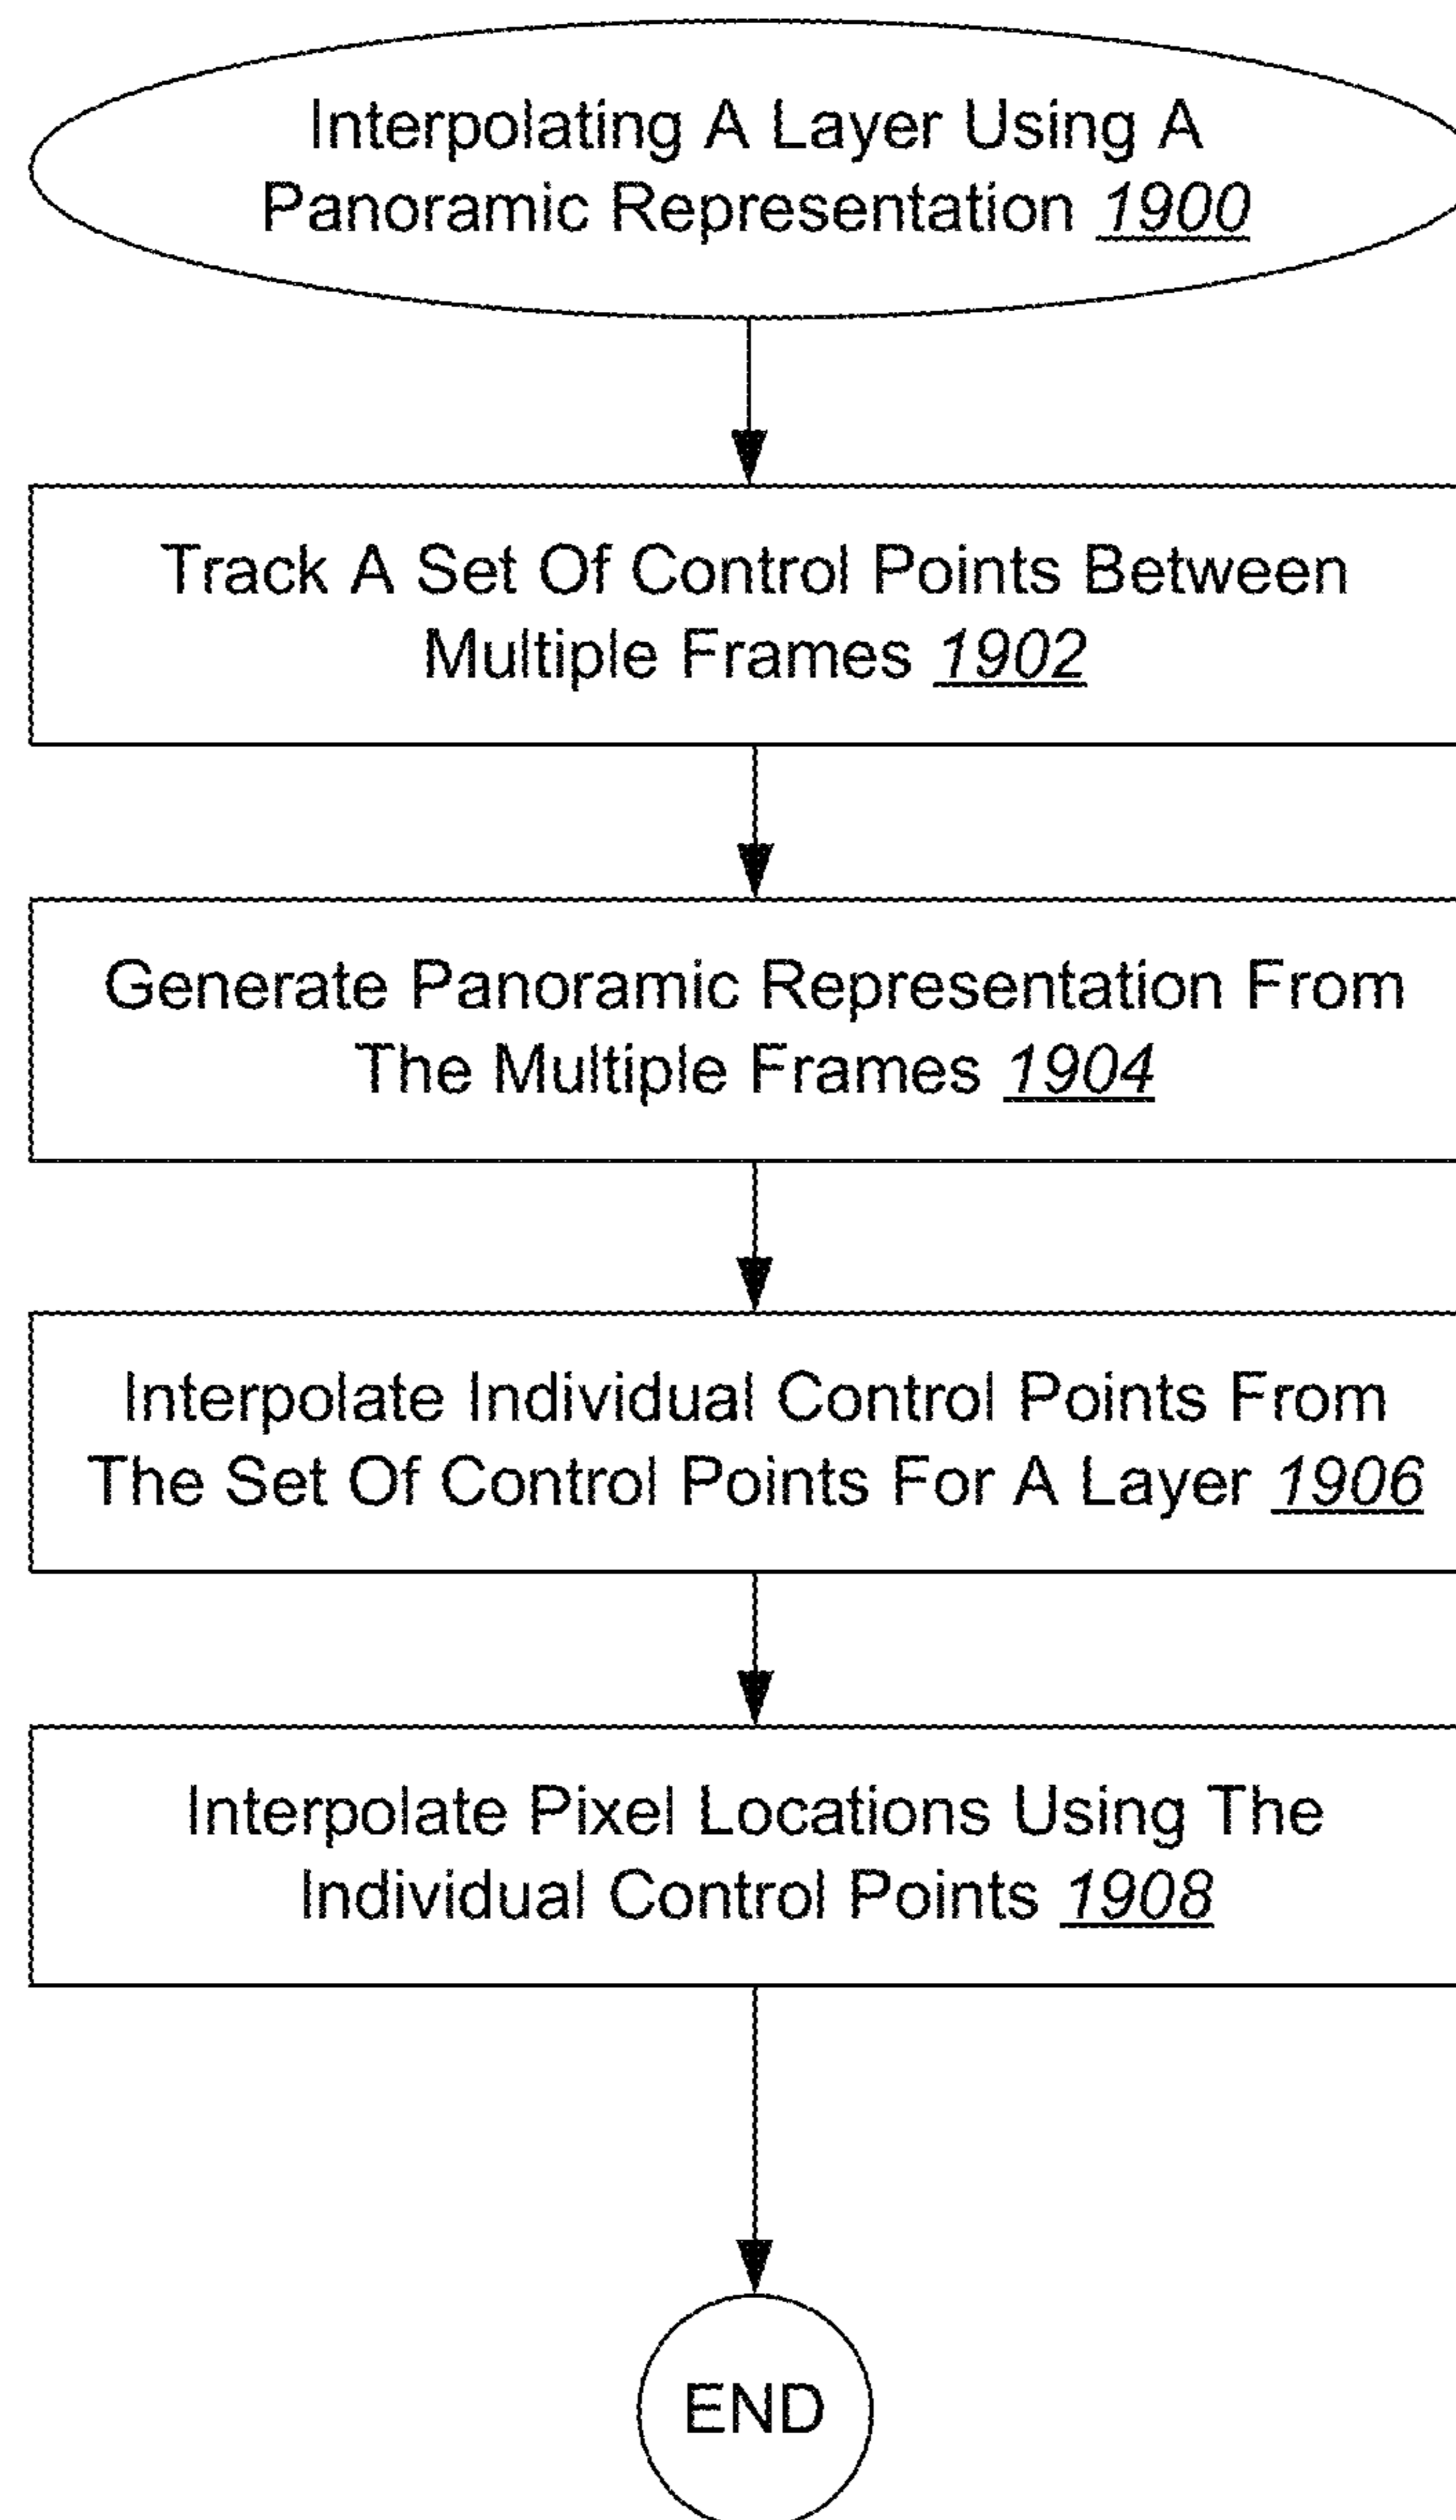 Interpolating A Layer Using A
Panoramic Representation 1900
Track A Set Of Control Points Between
Multiple Frames 1902
Generate Panoramic Representation From
The Multiple Frames 1904
Interpolate Individual Control Points From
The Set Of Control Points For A Layer 1906
Interpolate Pixel Locations Using The
Individual Control Points 1908
END